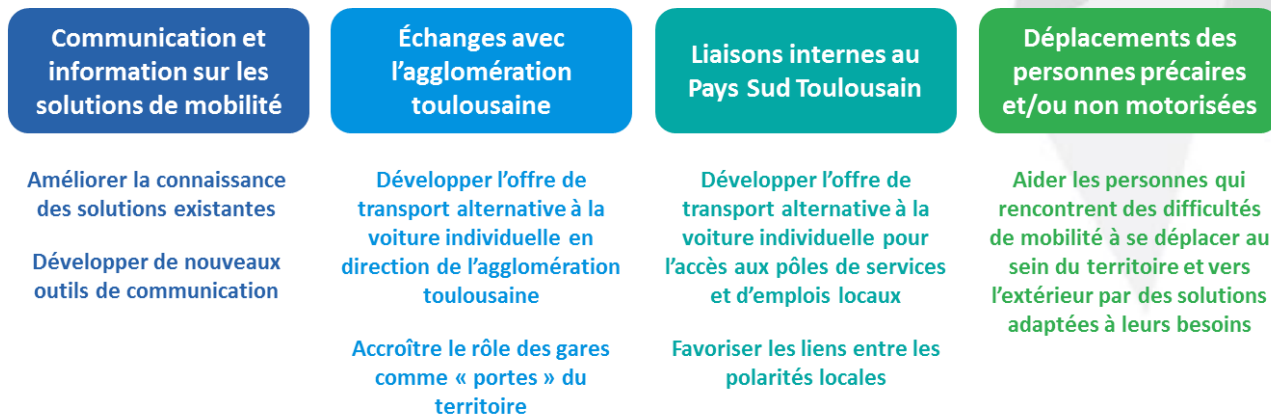 Communication et
information sur les
solutions de mobilité
Améliorer la connaissance
des solutions existantes
Développer de nouveaux
outils de communication
Échanges avec
l'agglomération
toulousaine
Développer l'offre de
transport alternative à la
voiture individuelle en
direction de l'agglomération
toulousaine
Accroître le rôle des gares
comme « portes » du
territoire
Liaisons internes au
Pays Sud Toulousain
Développer l'offre de
transport alternative à la
voiture individuelle pour
l'accès aux pôles de services
et d'emplois locaux
Favoriser les liens entre les
polarités locales
Déplacements des
personnes précaires
et/ou non motorisées
Aider les personnes qui
rencontrent des difficultés
de mobilité à se déplacer au
sein du territoire et vers
l'extérieur par des solutions
adaptées à leurs besoins